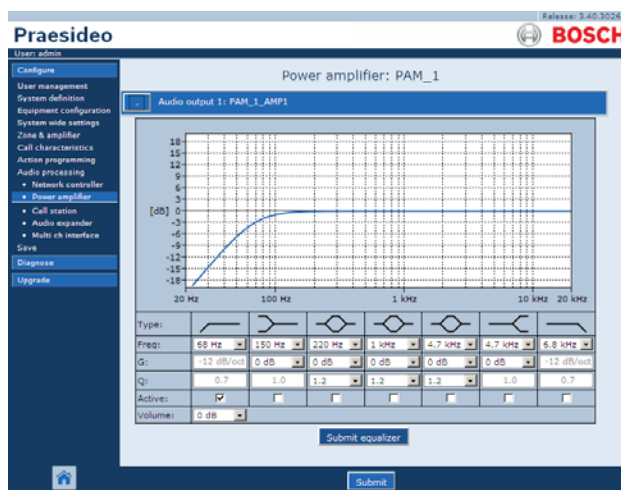 Release: 3.40.3026
Praesideo
BOSCH
User: admin
Configure
User management
System definition
Equipment configuration
System wide settings
Zone & amplifier
Call characteristics
Action programming
Audio processing
• Network controller
• Power amplifier
• Call station
• Audio expander
• Multi ch interface
Save
Diagnose
Upgrade
Power amplifier: PAM_1
- Audio output 1: PAM_1_AMP1
18
15
12
9
6
3
[dB] 0
-3
-6
-9
-12
-15
-18
20 Hz 100 Hz 1 kHz 10 kHz 20 kHz
Type:
Freq: 68 Hz 150 Hz 220 Hz 1 kHz 4.7 kHz 4.7 kHz 6.8 kHz
G: -12 dB/oct 0 dB 0 dB 0 dB 0 dB 0 dB -12 dB/oct
Q: 0.7 1.0 1.2 1.2 1.2 1.0 0.7
Active:
Volume: 0 dB
Submit equalizer
Submit